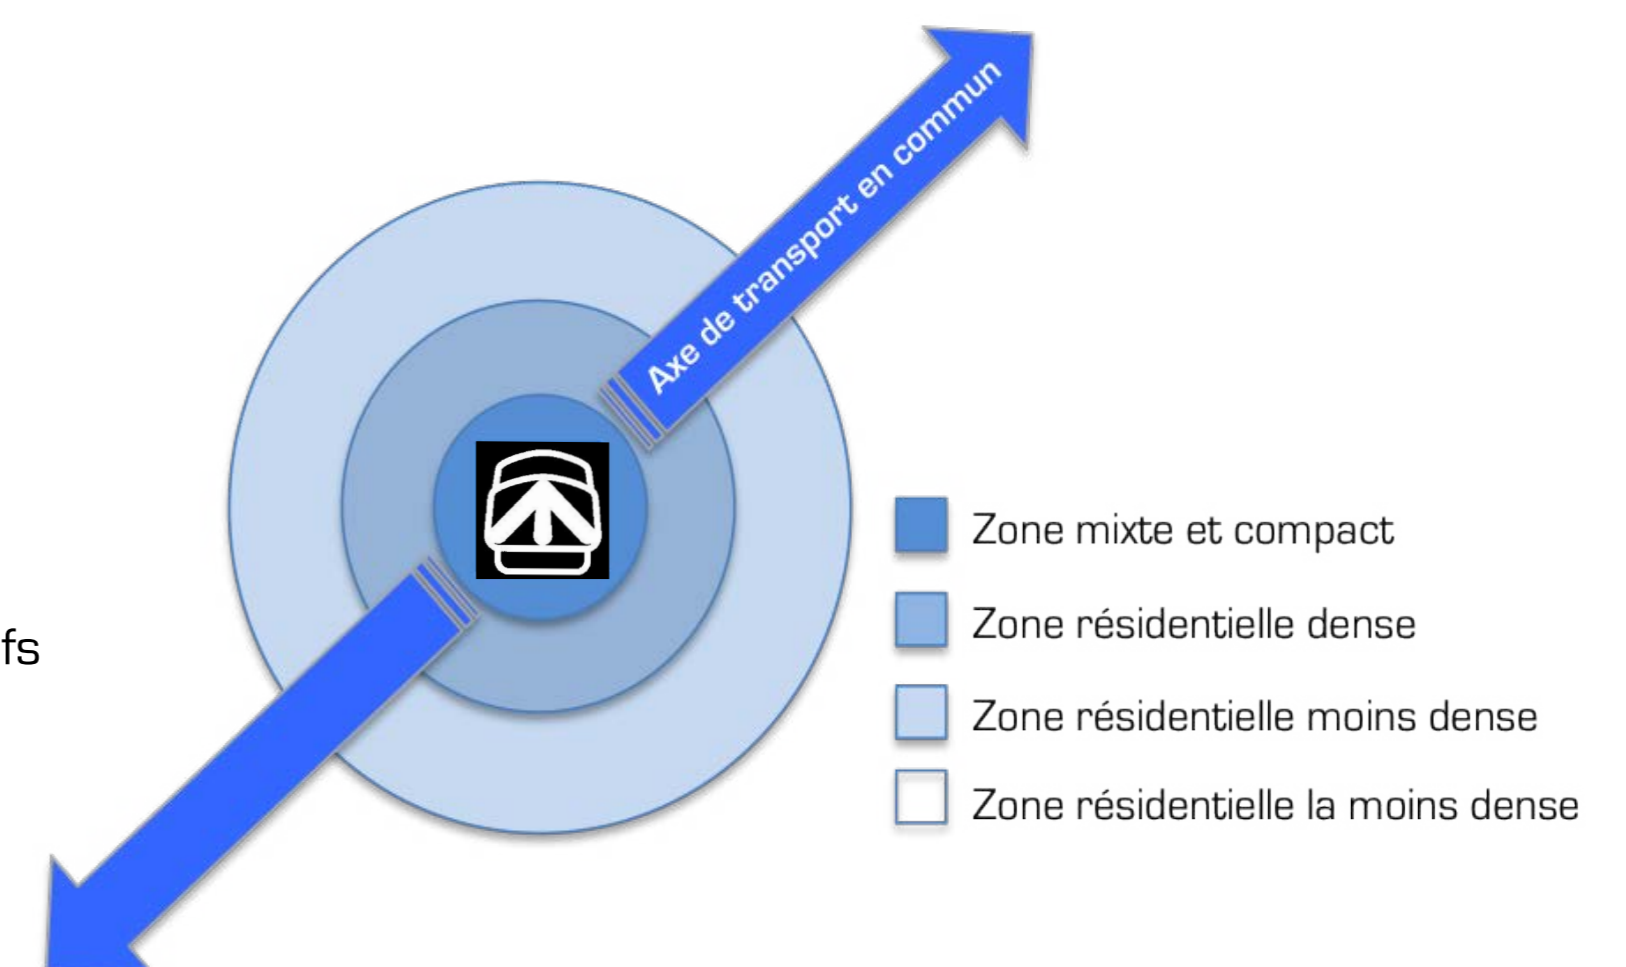 Axe de transport en commun
Zone mixte et compact
Zone résidentielle dense
fs
Zone résidentielle moins dense
Zone résidentielle la moins dense